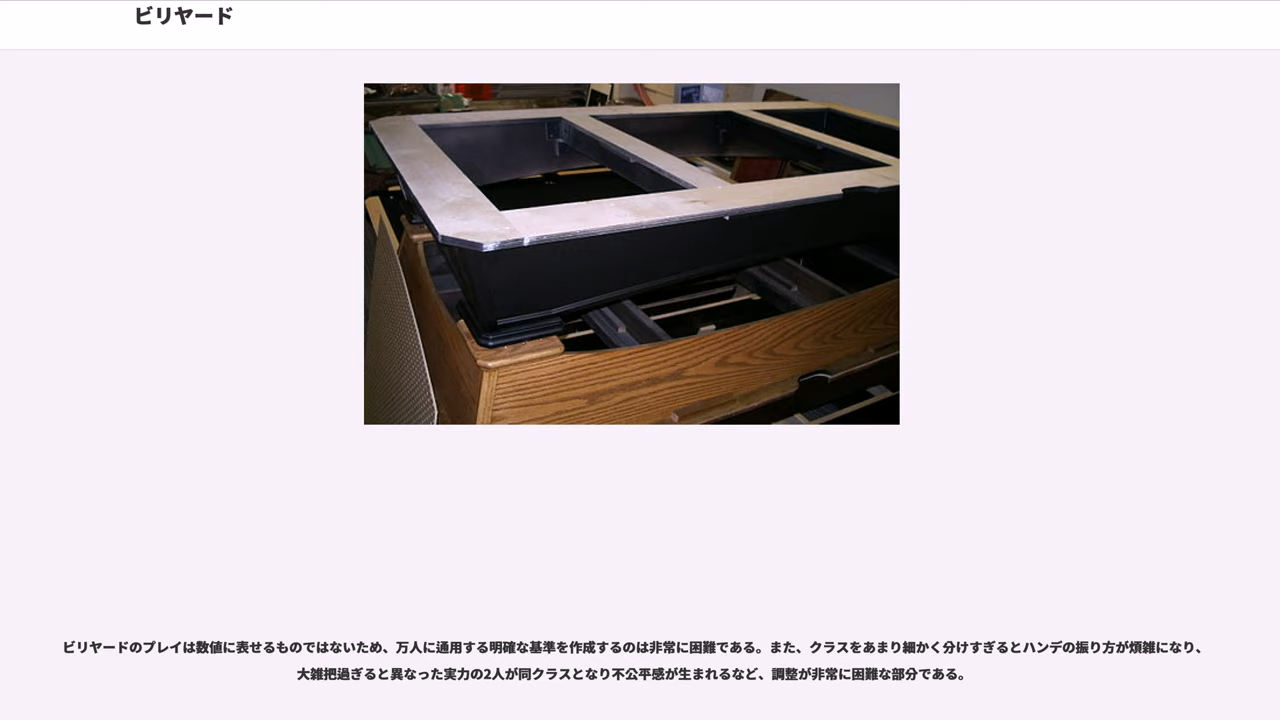 ビリヤード
ビリヤードのプレイは数値に表せるものではないため、万人に通用する明確な基準を作成するのは非常に困難である。また、クラスをあまり細かく分けすぎるとハンデの振り方が煩雑になり、
大雑把過ぎると異なった実力の2人が同クラスとなり不公平感が生まれるなど、調整が非常に困難な部分である。